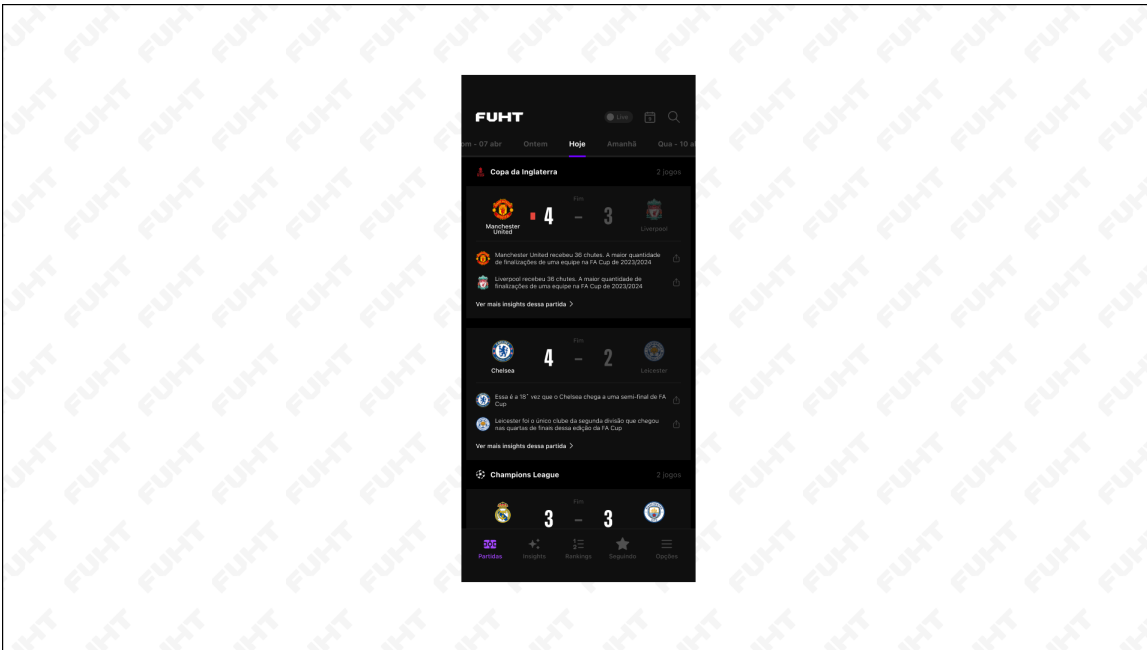 FUHT
Live
om - 07 abr Ontem Hoje Amanhã Qua - 10 a
Copa da Inglaterra 2 jogos
Fim
4 - 3
Manchester United
Liverpool
Manchester United recebeu 36 chutes. A maior quantidade
de finalizações de uma equipe na FA Cup de 2023/2024
Liverpool recebeu 36 chutes. A maior quantidade de
finalizações de uma equipe na FA Cup de 2023/2024
Ver mais insights dessa partida >
Fim
4 - 2
Chelsea Leicester
Essa é a 18ª vez que o Chelsea chega a uma semi-final de FA
Cup
Leicester foi o único clube da segunda divisão que chegou
nas quartas de finais dessa edição da FA Cup
Ver mais insights dessa partida >
Champions League 2 jogos
Fim
3 - 3
Partidas Insights Rankings Seguindo Opções